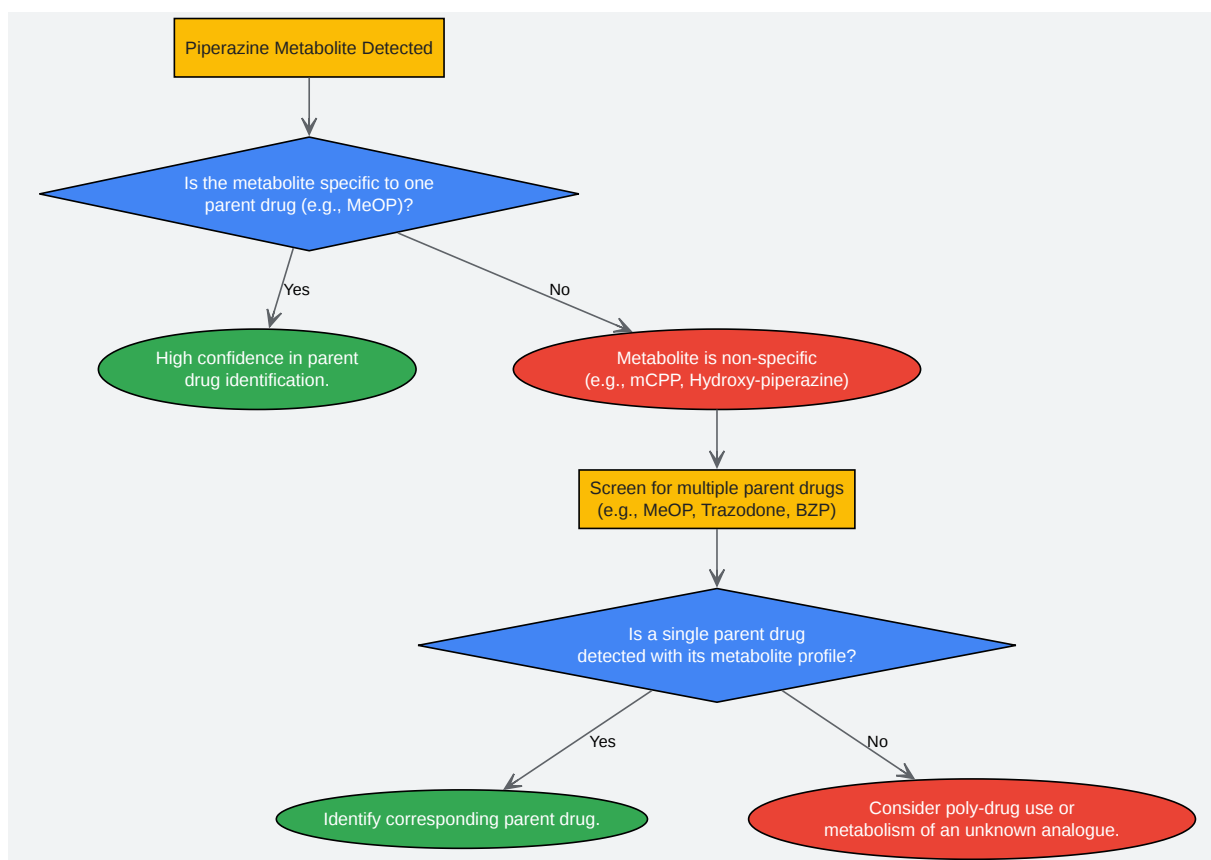 Piperazine Metabolite Detected
Is the metabolite specific to one
parent drug (e.g., MeOP)?
Yes
No
High confidence in parent
drug identification.
Metabolite is non-specific
(e.g., mCPP, Hydroxy-piperazine)
Screen for multiple parent drugs
(e.g., MeOP, Trazodone, BZP)
Is a single parent drug
detected with its metabolite profile?
Yes
No
Identify corresponding parent drug.
Consider poly-drug use or
metabolism of an unknown analogue.